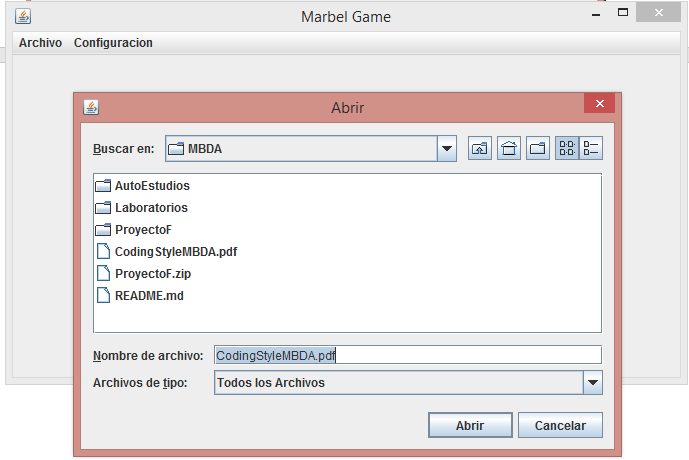 Marbel Game
Archivo Configuracion
Abrir
Buscar en: MBDA
AutoEstudios
Laboratorios
ProyectoF
CodingStyleMBDA.pdf
ProyectoF.zip
README.md
Nombre de archivo: CodingStyleMBDA.pdf
Archivos de tipo: Todos los Archivos
Abrir Cancelar